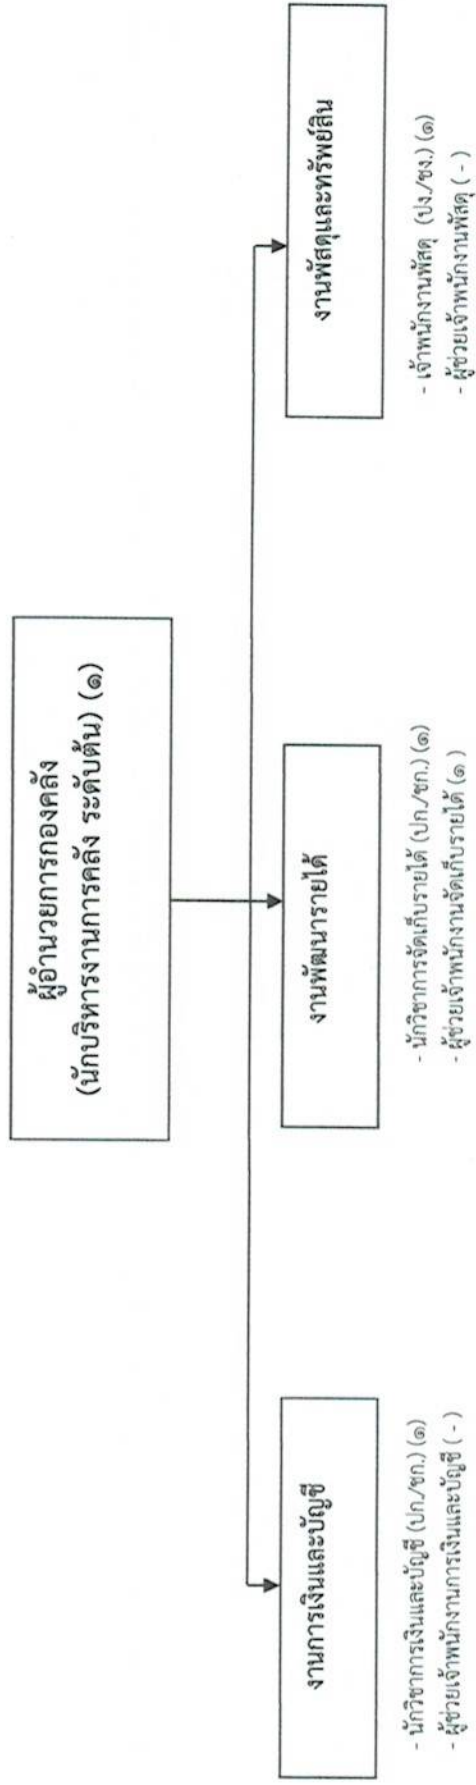 ผู้อำนวยการกองคลัง
(นักบริหารงานการคลัง ระดับต้น) (๑)
งานการเงินและบัญชี
- นักวิชาการเงินและบัญชี (ปก./ชก.) (๑)
- ผู้ช่วยเจ้าพนักงานการเงินและบัญชี ( - )
งานพัฒนารายได้
- นักวิชาการจัดเก็บรายได้ (ปก./ชก.) (๑)
- ผู้ช่วยเจ้าพนักงานจัดเก็บรายได้ (๑ )
งานพัสดุและทรัพย์สิน
- เจ้าพนักงานพัสดุ (ปง./ชง.) (๑)
- ผู้ช่วยเจ้าพนักงานพัสดุ ( - )